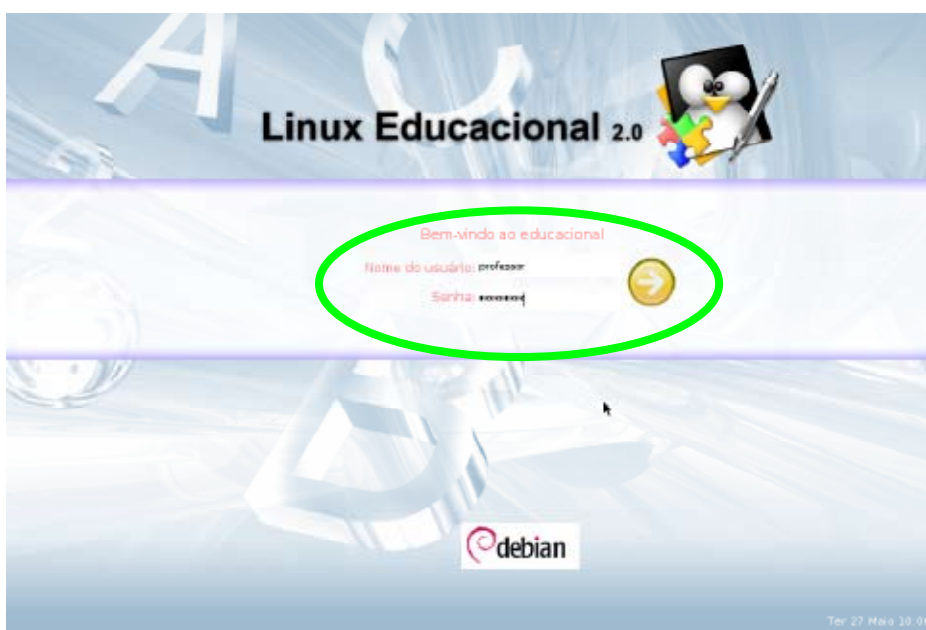 A C
Linux Educacional 2.0
Bem-vindo ao educacional
Nome do usuário: professor
Senha:
debian
Ter 27 Maio 10:0